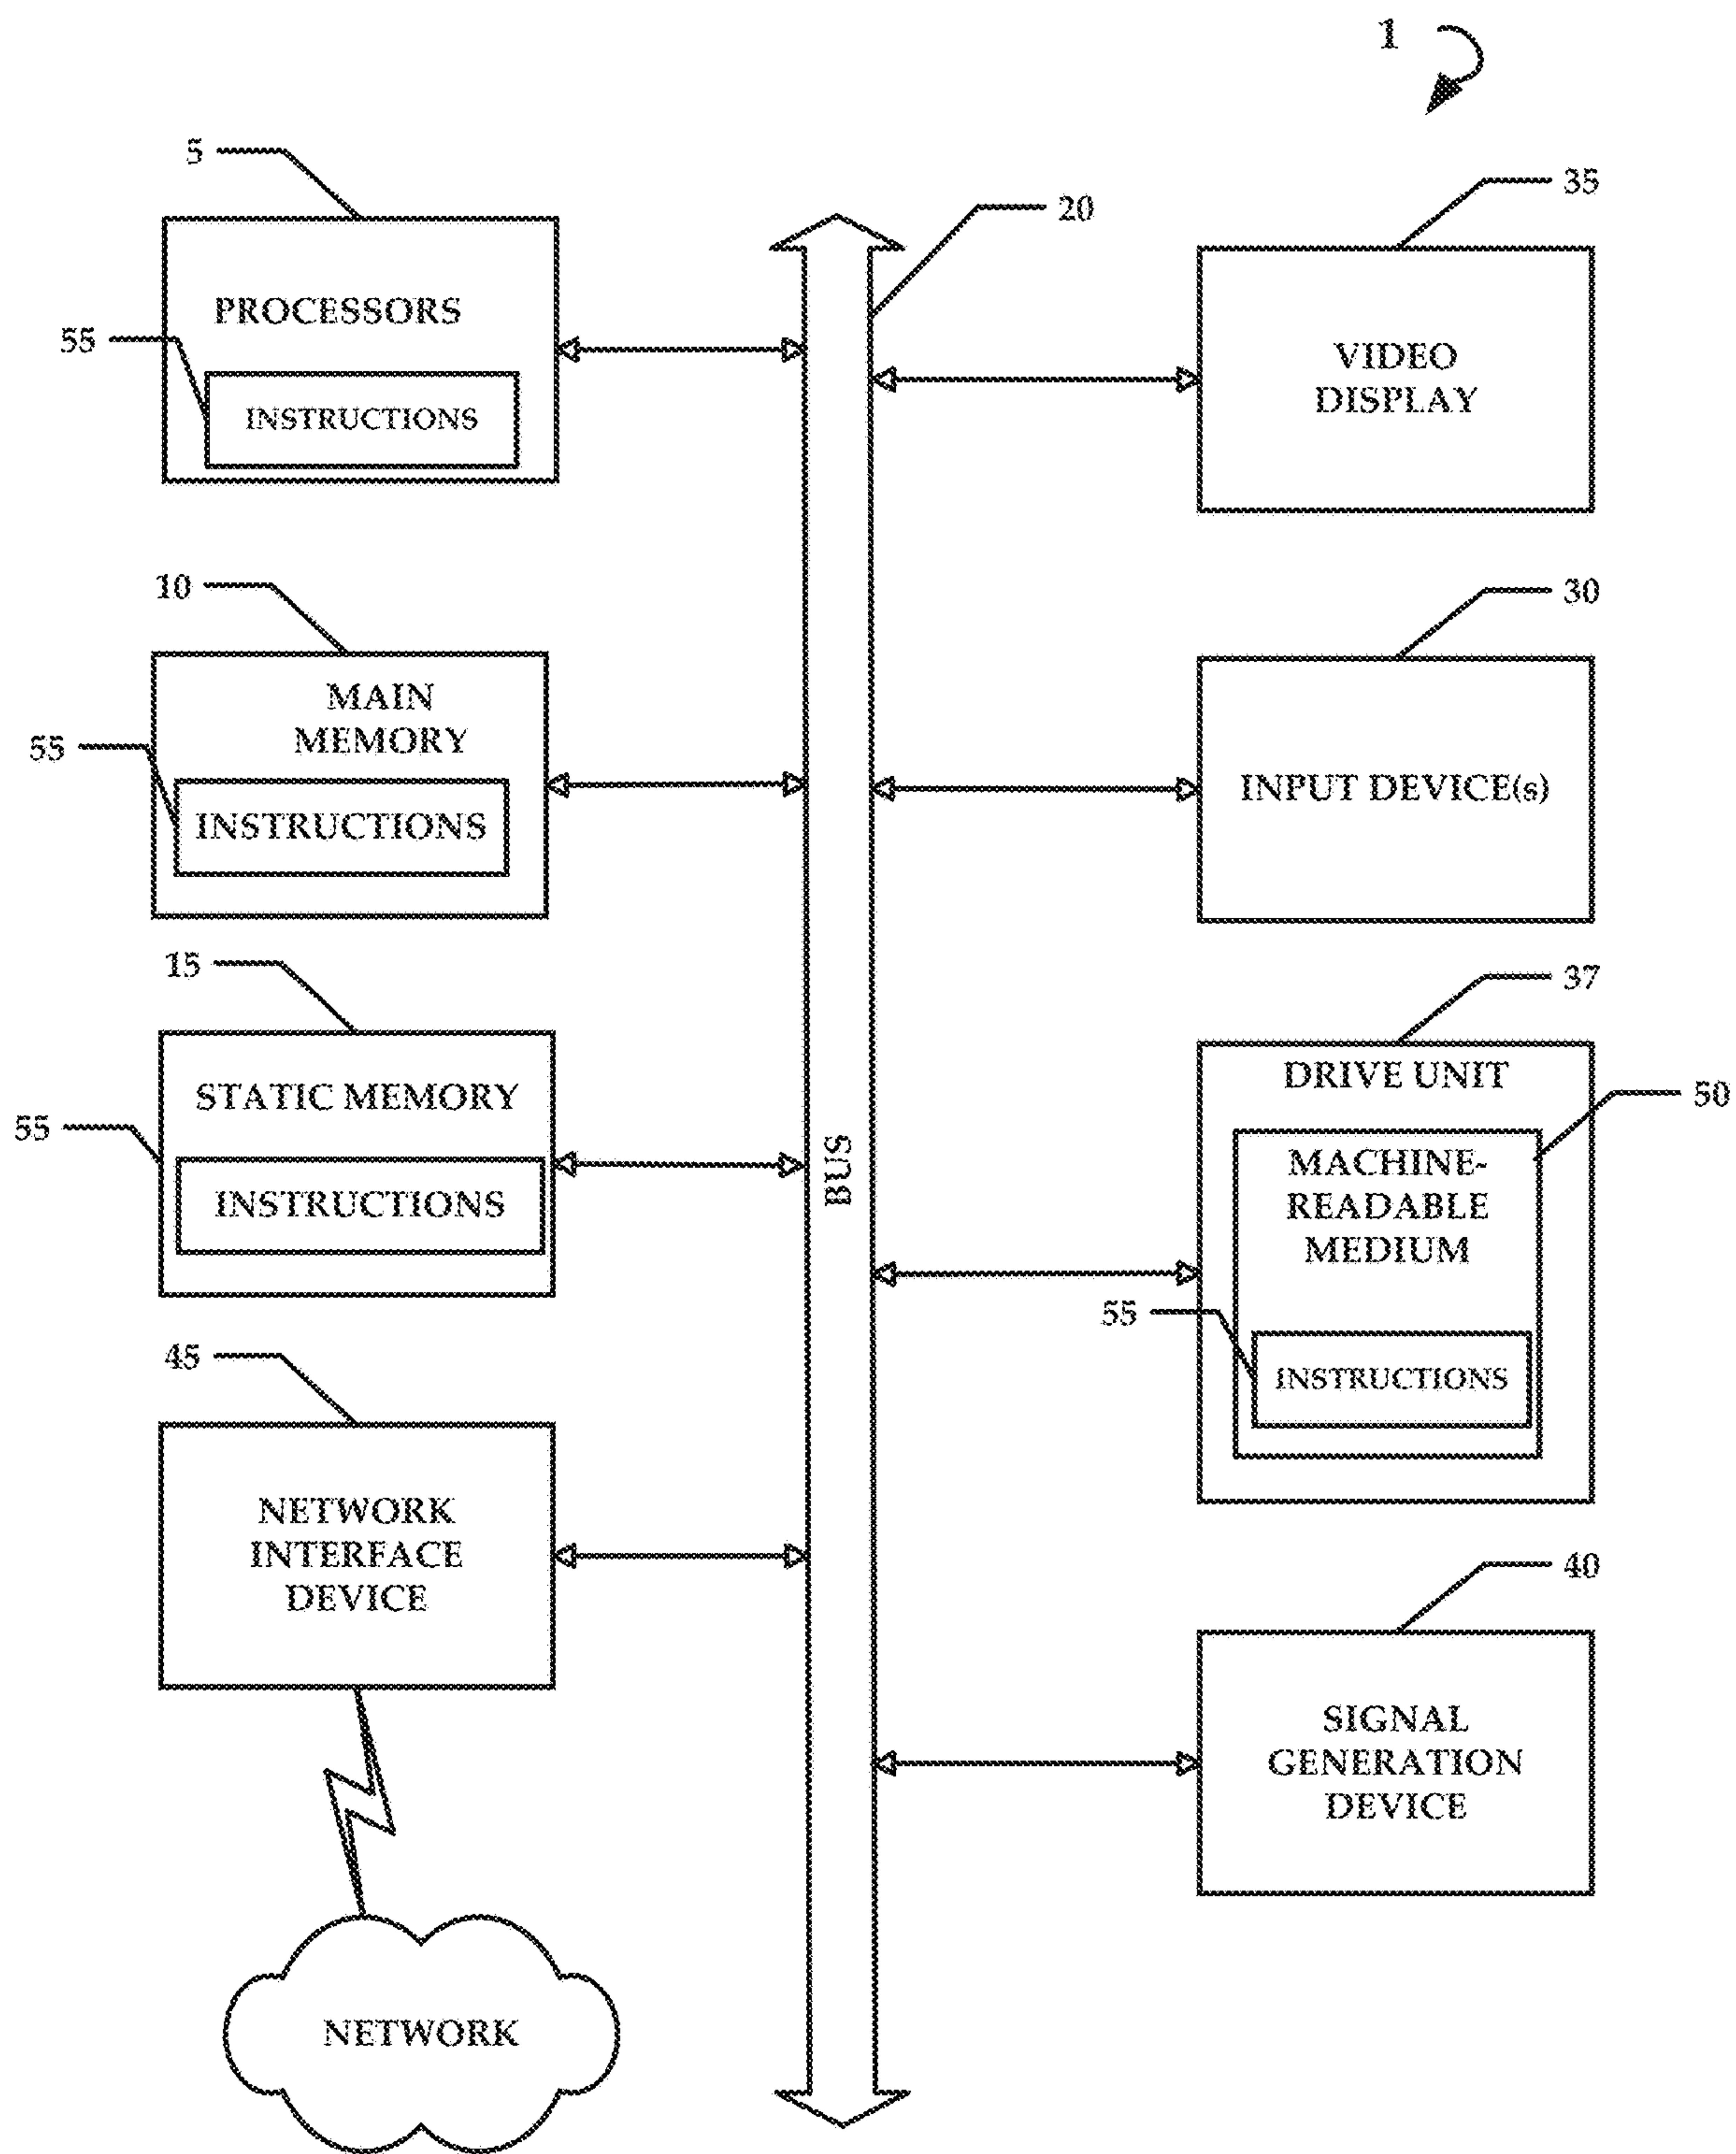 1
5
PROCESSORS
55
INSTRUCTIONS
10
MAIN
MEMORY
55
INSTRUCTIONS
15
STATIC MEMORY
55
INSTRUCTIONS
45
NETWORK
INTERFACE
DEVICE
NETWORK
20
BUS
35
VIDEO
DISPLAY
30
INPUT DEVICE(s)
37
DRIVE UNIT
50
MACHINE-
READABLE
MEDIUM
55
INSTRUCTIONS
40
SIGNAL
GENERATION
DEVICE